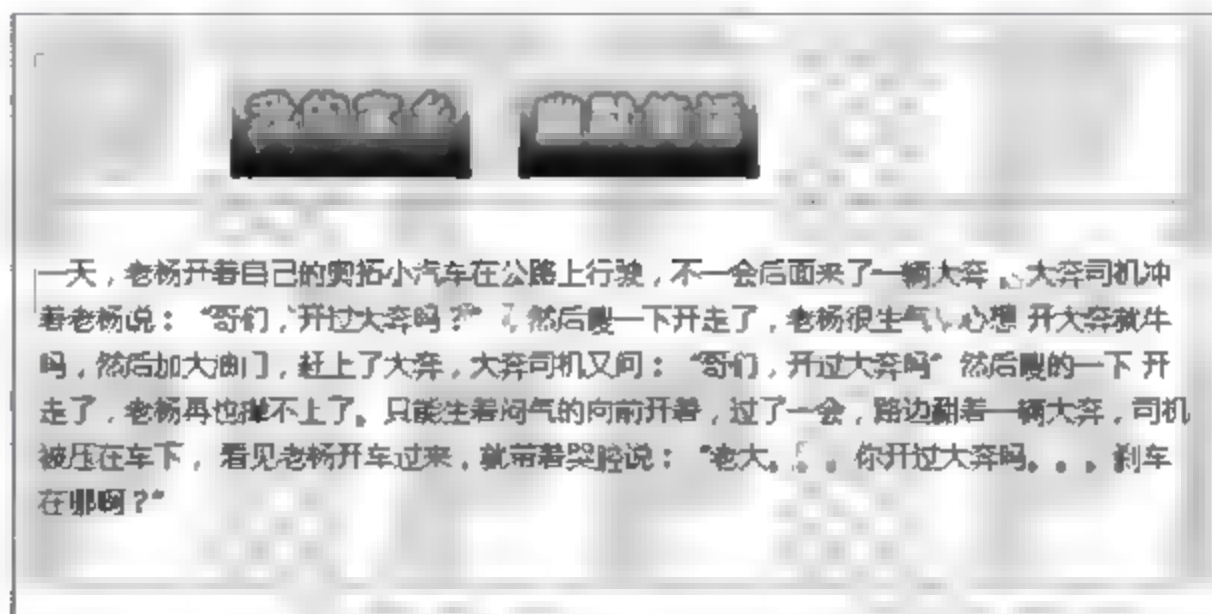 一天，老杨开着自己的奥拓小汽车在公路上行驶，不一会后面来了一辆大奔。大奔司机冲
着老杨说：“哥们，开过大奔吗？”，然后嗖一下开走了，老杨很生气，心想 开大奔就牛
吗，然后加大油门，赶上了大奔，大奔司机又问：“哥们，开过大奔吗” 然后嗖的一下 开
走了，老杨再也 不上了。只能生着闷气的向前开着，过了一会，路边翻着一辆大奔，司机
被压在车下， 看见老杨开车过来，就带着哭腔说：“老大。。。你开过大奔吗。。。刹车
在哪啊？”